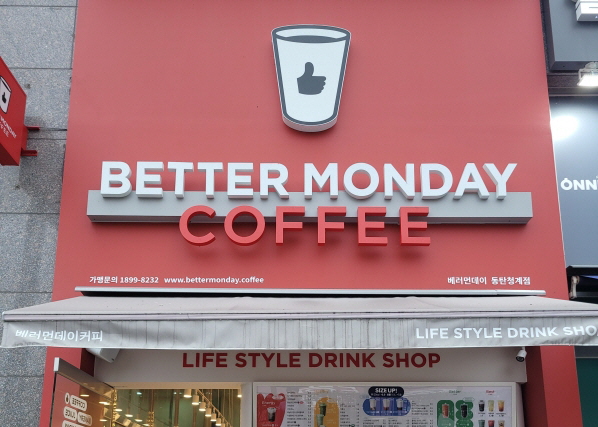 BETTER MONDAY
COFFEE
가맹문의 1899-8232 www.bettermonday.coffee
베러먼데이 동탄청계점
베러먼데이커피
LIFE STYLE DRINK SHO
LIFE STYLE DRINK SHOP
SIZE UP!
ÔNN